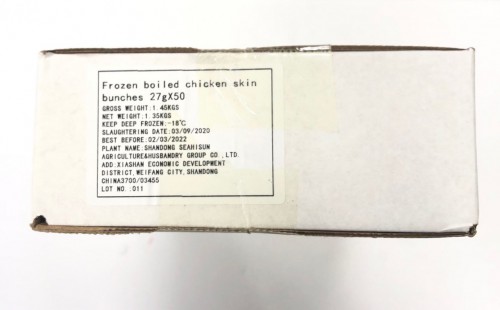 Frozen boiled chicken skin
bunches 27gX50
GROSS WEIGHT:1.45KGS
NET WEIGHT:1.35KGS
KEEP DEEP FROZEN:-18℃
SLAUGHTERING DATE:03/09/2020
BEST BEFORE:02/03/2022
PLANT NAME:SHANDONG SEAHISUN
AGRICULTURE&HUSBANDRY GROUP CO.,LTD.
ADD XIASHAN ECONOMIC DEVELOPMENT
DISTRICT,WEIFANG CITY,SHANDONG
CHINA3700/03455
LOT NO.:011